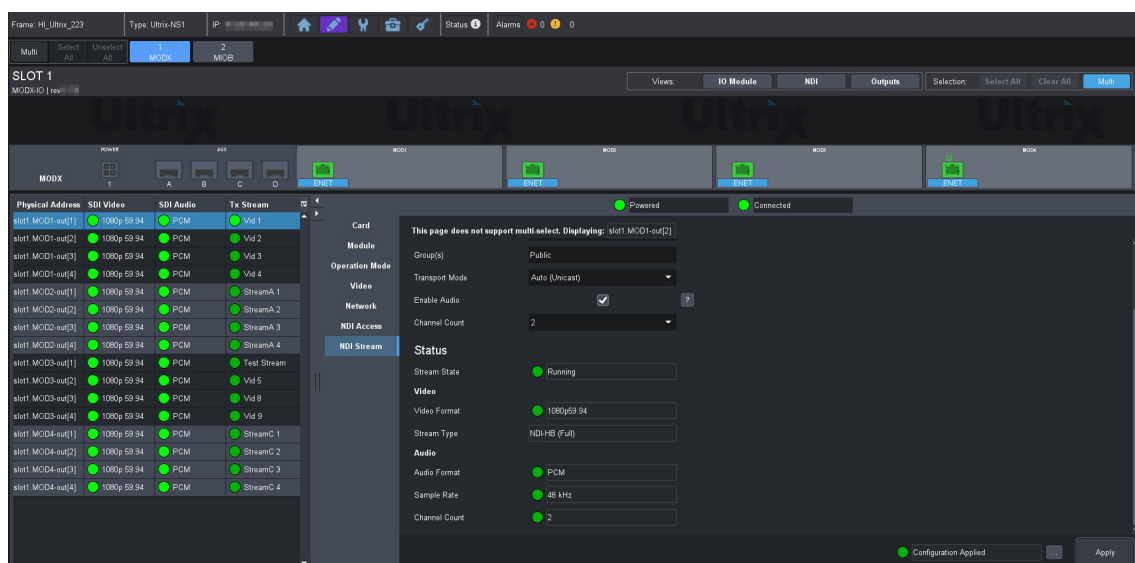 Frame: HI_Ultrix_223 Type: Ultrix-NS1 IP: Status Alarms 0 0
Multi Select All Unselect All 1 MODX 2 MIOB
SLOT 1
MODX-IO | rev
Views: IO Module NDI Outputs Selection: Select All Clear All Multi
Ultrix Ultrix Ultrix Ultrix
POWER AUX MOD1 MOD2 MOD3 MOD4
MODX 1 A B C D ENET ENET ENET ENET
Physical Address SDI Video SDI Audio Tx Stream
slot1.MOD1-out[1] 1080p 59.94 PCM Vid 1
slot1.MOD1-out[2] 1080p 59.94 PCM Vid 2
slot1.MOD1-out[3] 1080p 59.94 PCM Vid 3
slot1.MOD1-out[4] 1080p 59.94 PCM Vid 4
slot1.MOD2-out[1] 1080p 59.94 PCM StreamA 1
slot1.MOD2-out[2] 1080p 59.94 PCM StreamA 2
slot1.MOD2-out[3] 1080p 59.94 PCM StreamA 3
slot1.MOD2-out[4] 1080p 59.94 PCM StreamA 4
slot1.MOD3-out[1] 1080p 59.94 PCM Test Stream
slot1.MOD3-out[2] 1080p 59.94 PCM Vid 5
slot1.MOD3-out[3] 1080p 59.94 PCM Vid 8
slot1.MOD3-out[4] 1080p 59.94 PCM Vid 9
slot1.MOD4-out[1] 1080p 59.94 PCM StreamC 1
slot1.MOD4-out[2] 1080p 59.94 PCM StreamC 2
slot1.MOD4-out[3] 1080p 59.94 PCM StreamC 3
slot1.MOD4-out[4] 1080p 59.94 PCM StreamC 4
Card
Module
Operation Mode
Video
Network
NDI Access
NDI Stream
Powered Connected
This page does not support multi-select. Displaying: slot1.MOD1-out[2]
Group(s) Public
Transport Mode Auto (Unicast)
Enable Audio ?
Channel Count 2
Status
Stream State Running
Video
Video Format 1080p59.94
Stream Type NDI-HB (Full)
Audio
Audio Format PCM
Sample Rate 48 kHz
Channel Count 2
Configuration Applied ... Apply